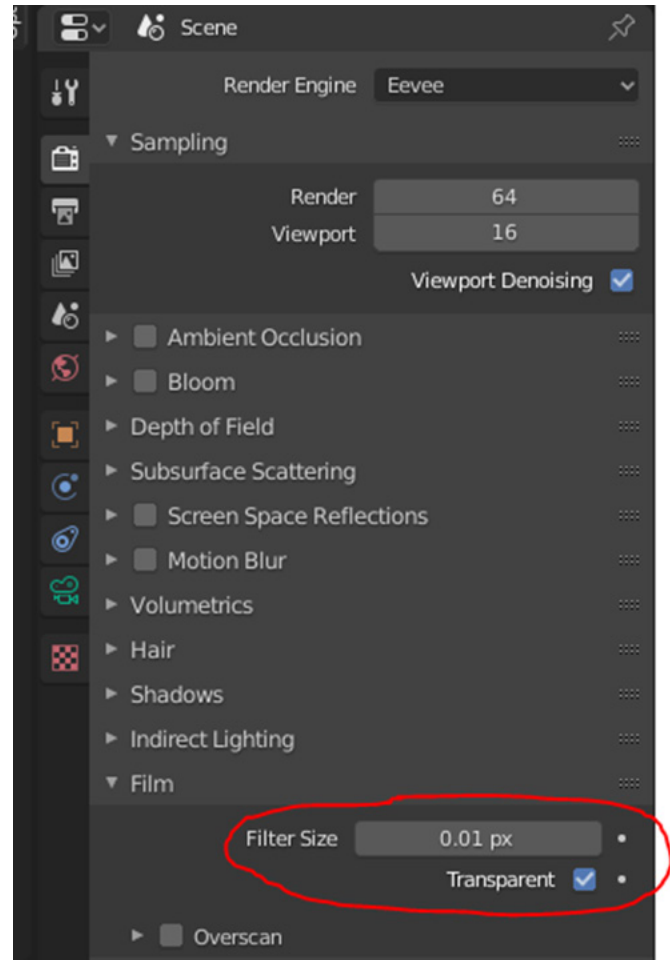 Scene
Render Engine Eevee
Sampling
Render 64
Viewport 16
Viewport Denoising
Ambient Occlusion
Bloom
Depth of Field
Subsurface Scattering
Screen Space Reflections
Motion Blur
Volumetrics
Hair
Shadows
Indirect Lighting
Film
Filter Size 0.01 px
Transparent
Overscan